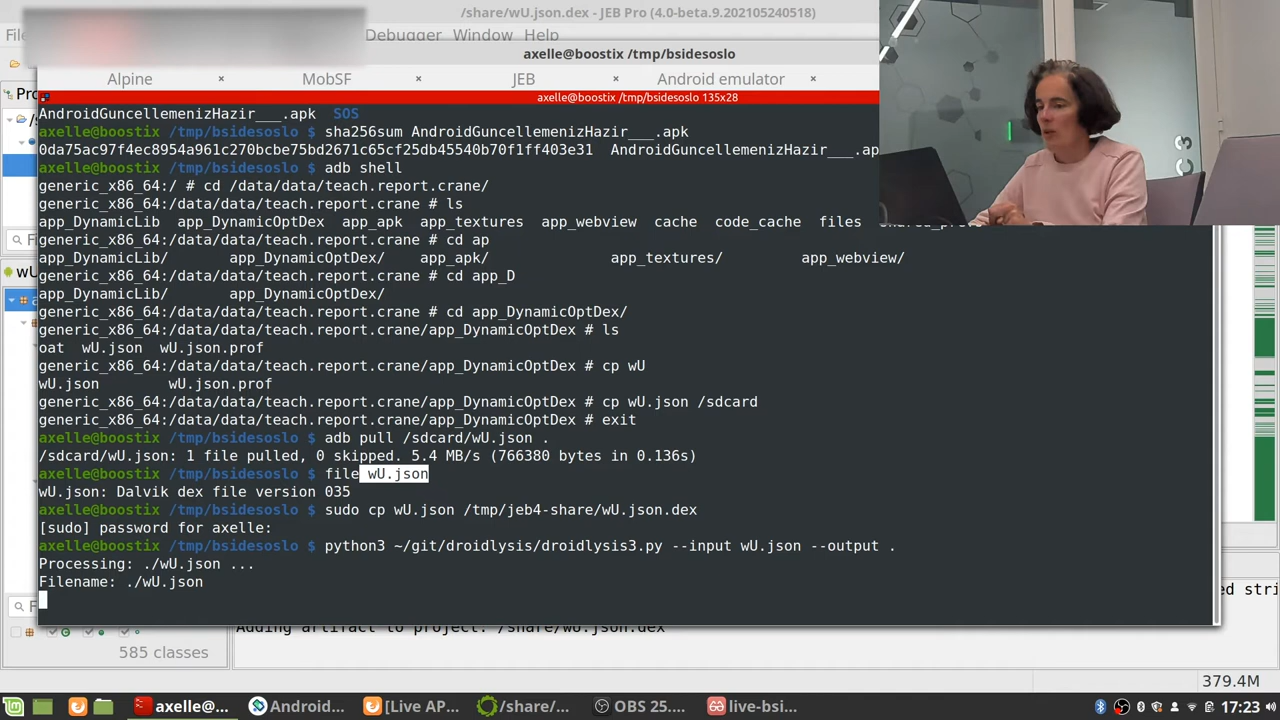 /share/wU.json.dex - JEB Pro (4.0-beta.9.202105240518)
Debugger Window Help
axelle@boostix /tmp/bsidesoslo
Alpine × MobSF × JEB × Android emulator ×
axelle@boostix /tmp/bsidesoslo 135x28
AndroidGuncellemenizHazir___.apk SOS
axelle@boostix /tmp/bsidesoslo $ sha256sum AndroidGuncellemenizHazir___.apk
0da75ac97f4ec8954a961c270bcbe75bd2671c65cf25db45540b70f1ff403e31 AndroidGuncellemenizHazir___.ap
axelle@boostix /tmp/bsidesoslo $ adb shell
generic_x86_64:/ # cd /data/data/teach.report.crane/
generic_x86_64:/data/data/teach.report.crane # ls
app_DynamicLib app_DynamicOptDex app_apk app_textures app_webview cache code_cache files
generic_x86_64:/data/data/teach.report.crane # cd ap
app_DynamicLib/ app_DynamicOptDex/ app_apk/ app_textures/ app_webview/
generic_x86_64:/data/data/teach.report.crane # cd app_D
app_DynamicLib/ app_DynamicOptDex/
generic_x86_64:/data/data/teach.report.crane # cd app_DynamicOptDex/
generic_x86_64:/data/data/teach.report.crane/app_DynamicOptDex # ls
oat wU.json wU.json.prof
generic_x86_64:/data/data/teach.report.crane/app_DynamicOptDex # cp wU
wU.json wU.json.prof
generic_x86_64:/data/data/teach.report.crane/app_DynamicOptDex # cp wU.json /sdcard
generic_x86_64:/data/data/teach.report.crane/app_DynamicOptDex # exit
axelle@boostix /tmp/bsidesoslo $ adb pull /sdcard/wU.json .
/sdcard/wU.json: 1 file pulled, 0 skipped. 5.4 MB/s (766380 bytes in 0.136s)
axelle@boostix /tmp/bsidesoslo $ file wU.json
wU.json: Dalvik dex file version 035
axelle@boostix /tmp/bsidesoslo $ sudo cp wU.json /tmp/jeb4-share/wU.json.dex
[sudo] password for axelle:
axelle@boostix /tmp/bsidesoslo $ python3 ~/git/droidlysis/droidlysis3.py --input wU.json --output .
Processing: ./wU.json ...
Filename: ./wU.json
Adding artifact to project: /share/wU.json.dex
585 classes
379.4M
axelle@... Android... [Live AP... /share/... OBS 25.... live-bsi... 17:23